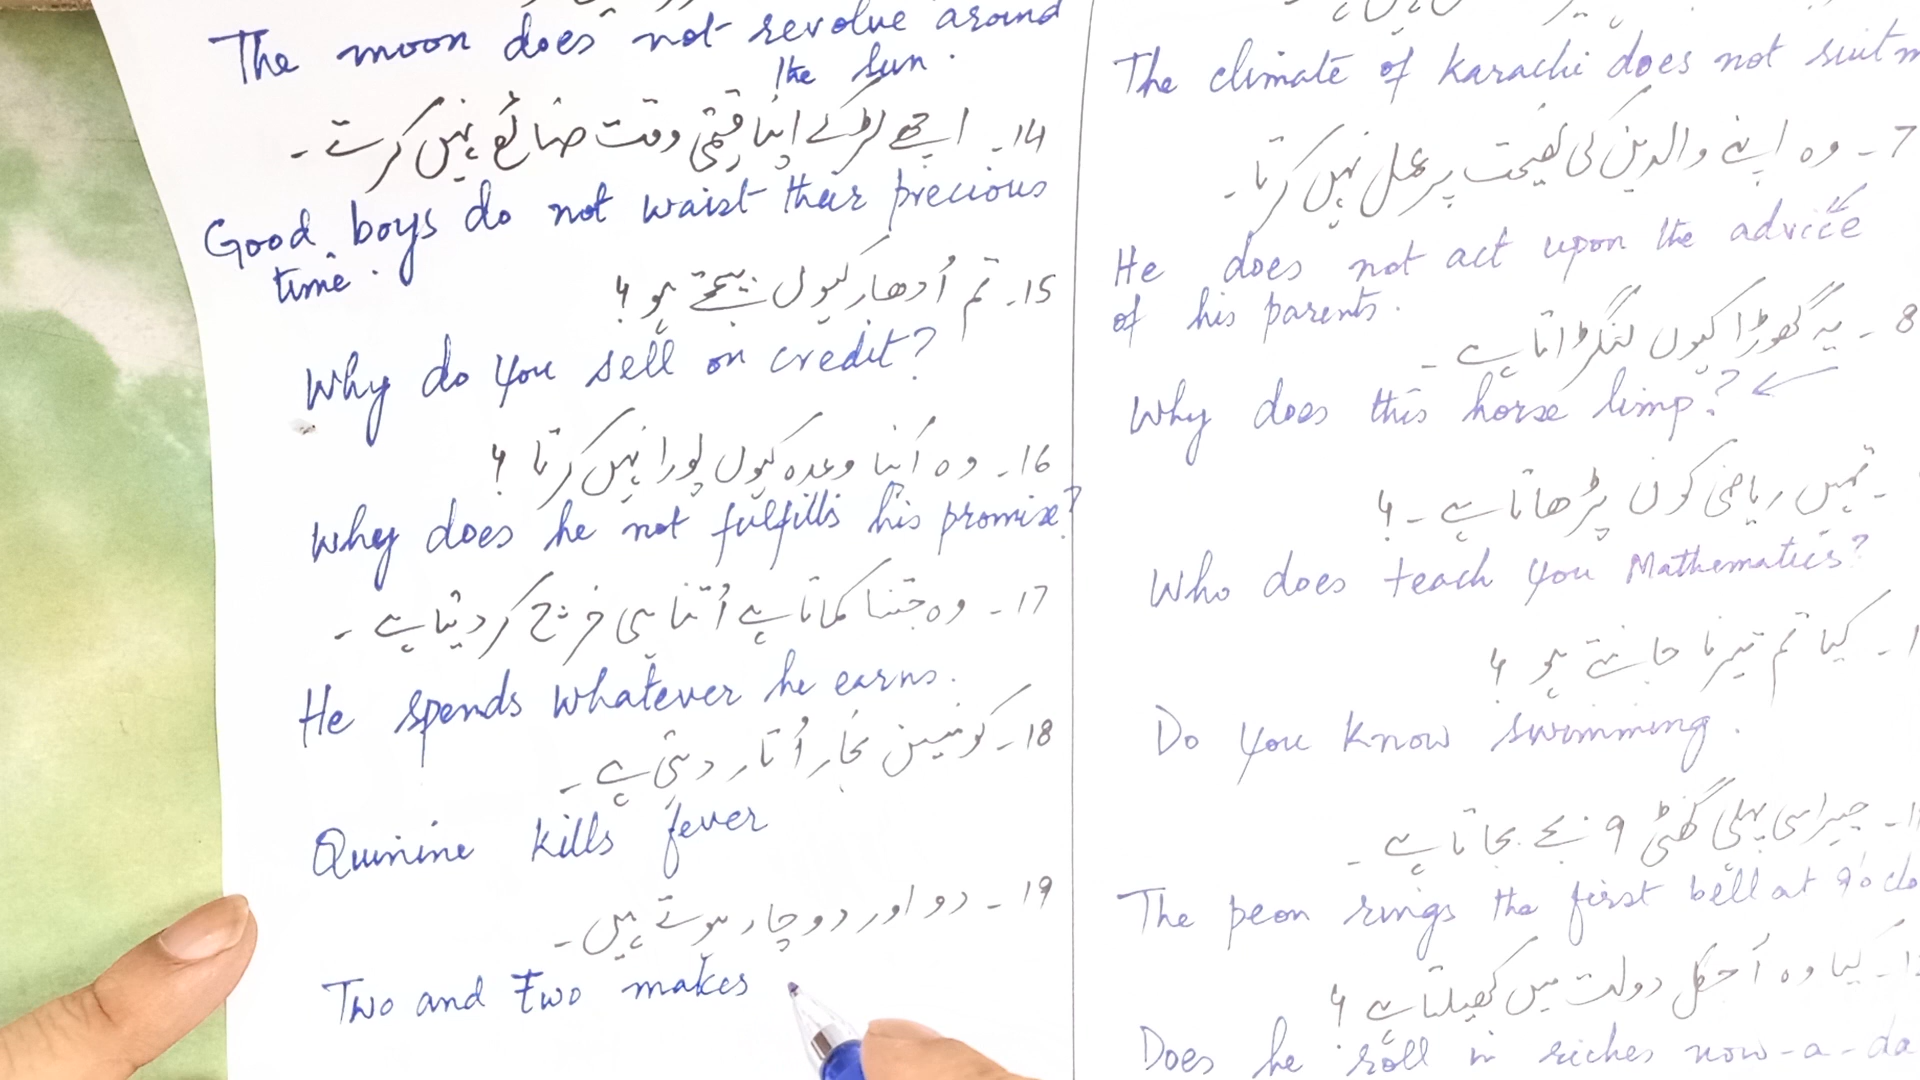 The moon does not revolve around
the sun.
14۔ اچھے لڑکے اپنا قیمتی وقت ضائع نہیں کرتے۔
Good boys do not waist their precious
time.
15۔ تم اُدھار کیوں بیچتے ہو؟
Why do you sell on credit?
16۔ وہ اپنا وعدہ کیوں پورا نہیں کرتا؟
Why does he not fulfills his promise?
17۔ وہ جتنا کماتا ہے اُتنا ہی خرچ کر دیتا ہے۔
He spends whatever he earns.
18۔ کونین بخار اُتار دیتی ہے۔
Quinine kills fever
19۔ دو اور دو چار ہوتے ہیں۔
Two and two makes
The climate of Karachi does not suit m
7۔ وہ اپنے والدین کی نصیحت پر عمل نہیں کرتا۔
He does not act upon the advice
of his parents.
8۔ یہ گھوڑا کیوں لنگڑاتا ہے۔
Why does this horse limp?
تمہیں ریاضی کون پڑھاتا ہے۔؟
Who does teach you Mathematics?
1۔ کیا تم تیرنا جانتے ہو؟
Do you know swimming.
چپراسی پہلی گھنٹی 9 بجے بجاتا ہے۔
The peon rings the first bell at 9'o clo
کیا وہ آجکل دولت میں کھیلتا ہے؟
Does he roll in riches now-a-da